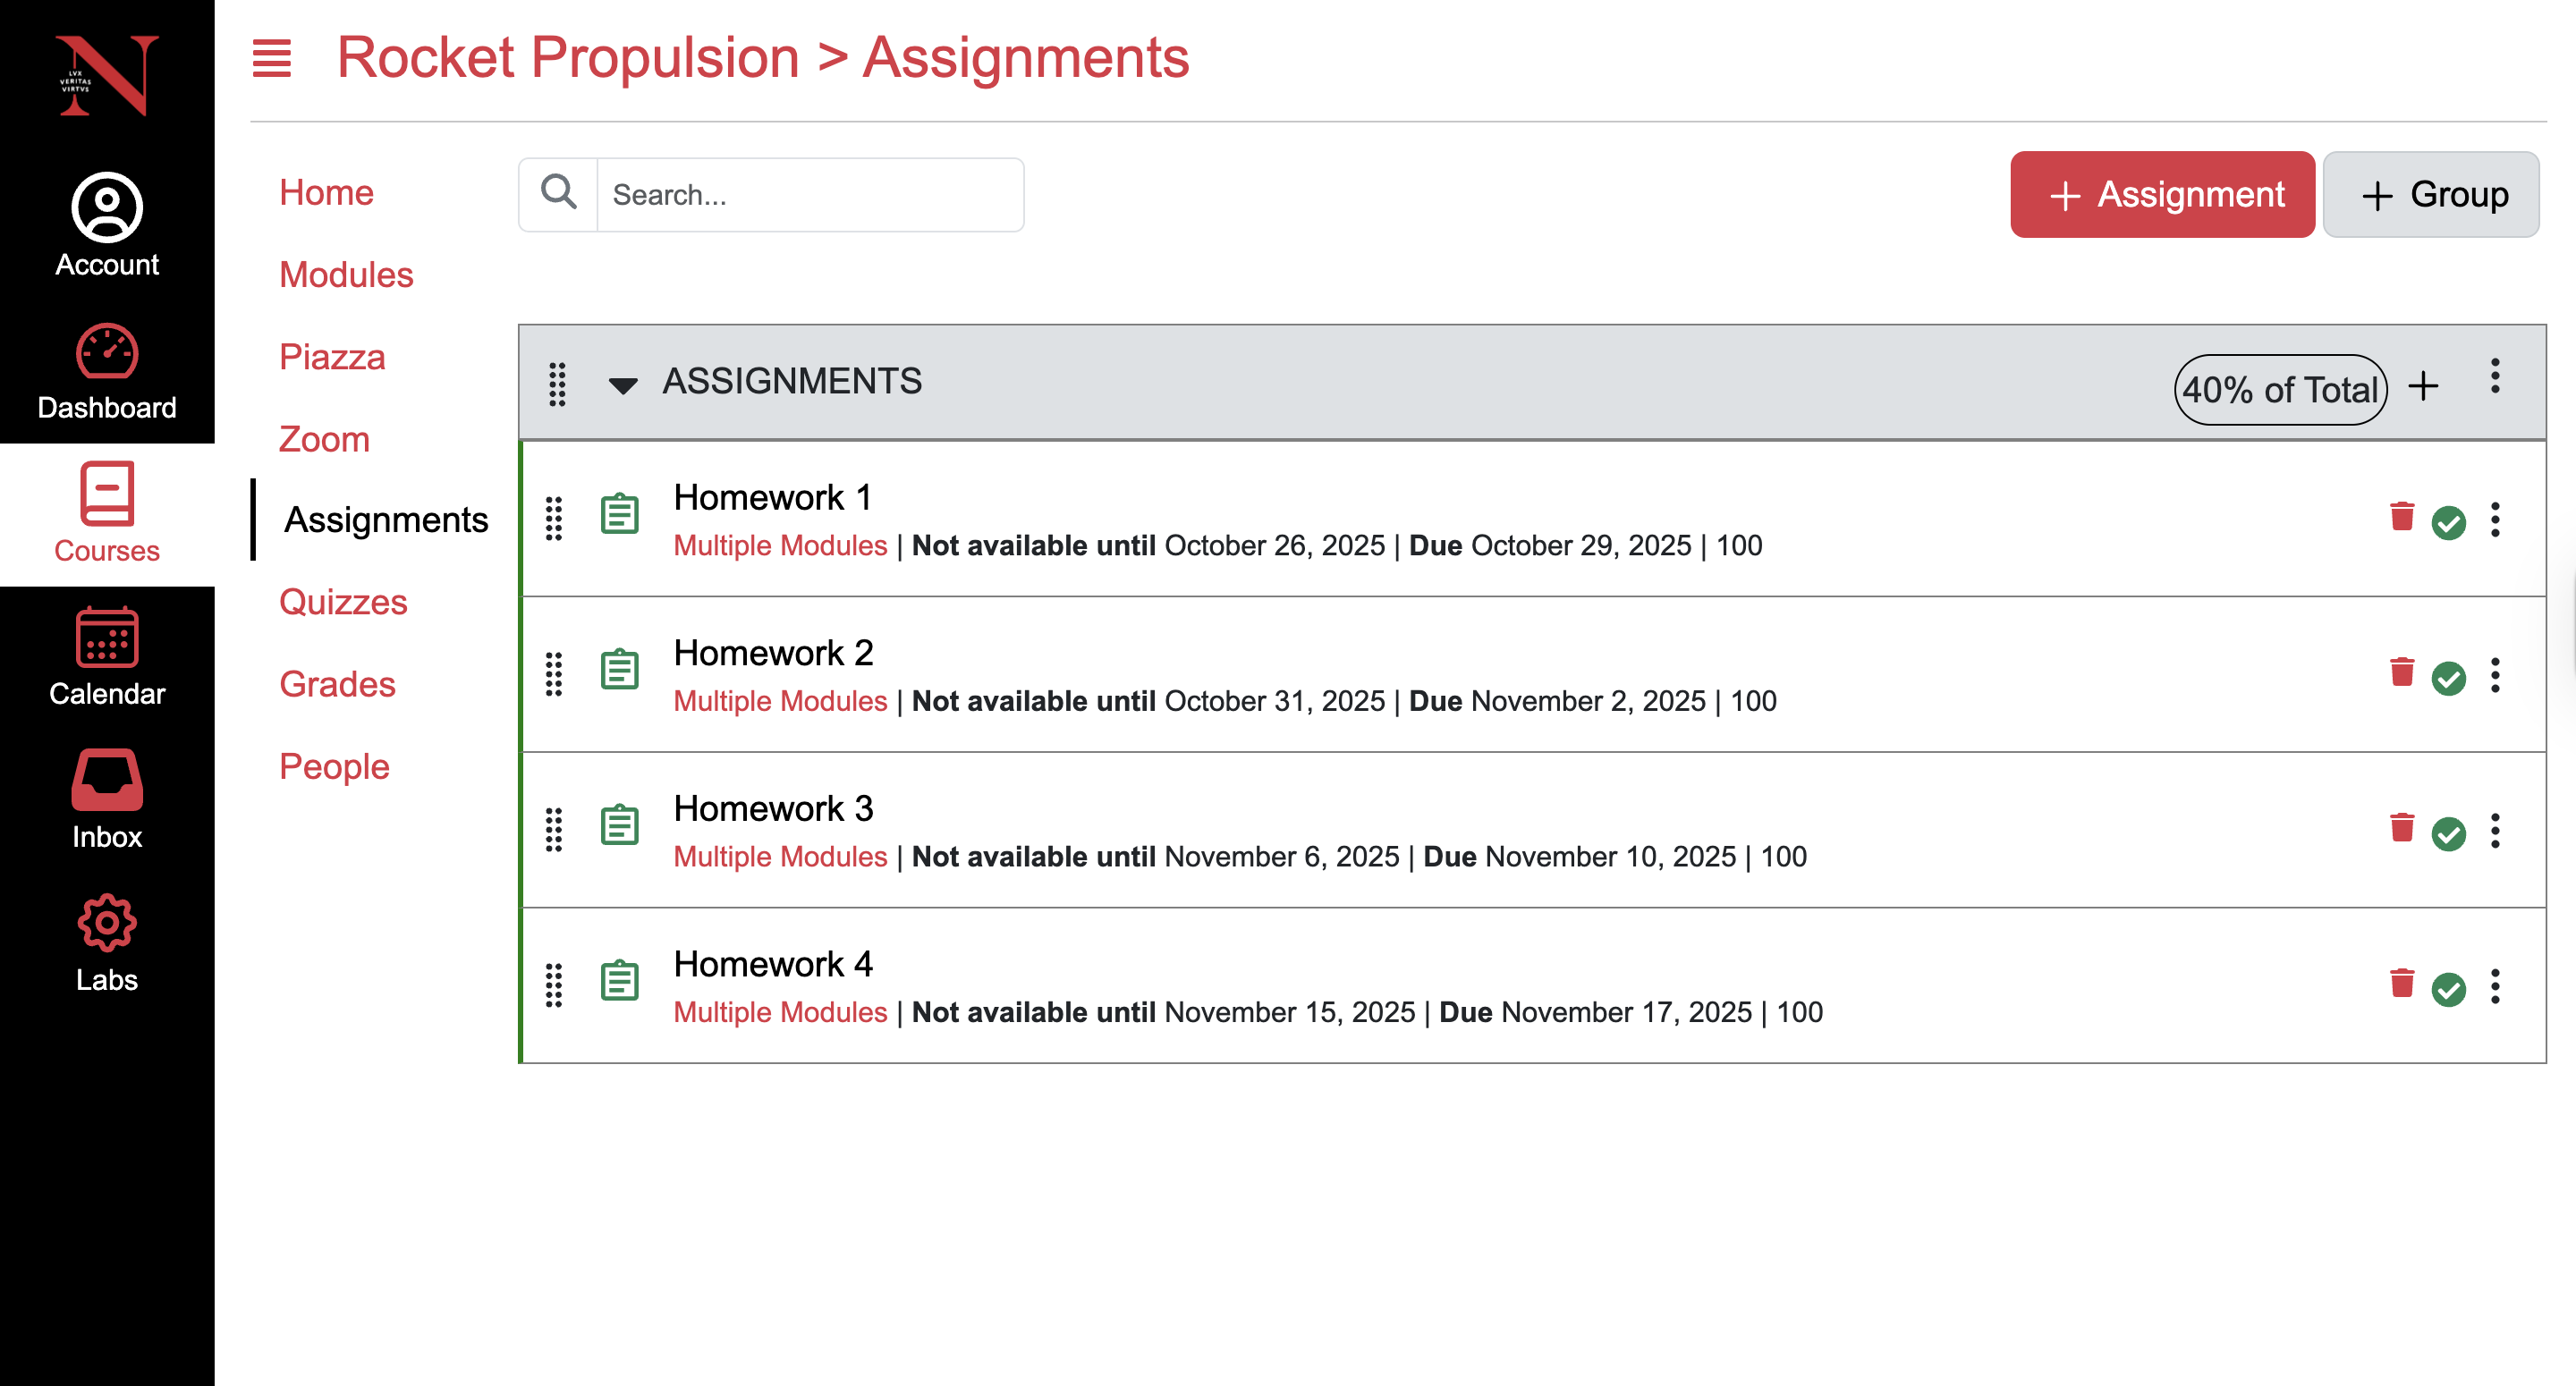 LVX
VERITAS
VIRTVS
Account
Dashboard
Courses
Calendar
Inbox
Labs
Rocket Propulsion > Assignments
Home
Modules
Piazza
Zoom
Assignments
Quizzes
Grades
People
Search...
+ Assignment
+ Group
ASSIGNMENTS
40% of Total +
Homework 1
Multiple Modules | Not available until October 26, 2025 | Due October 29, 2025 | 100
Homework 2
Multiple Modules | Not available until October 31, 2025 | Due November 2, 2025 | 100
Homework 3
Multiple Modules | Not available until November 6, 2025 | Due November 10, 2025 | 100
Homework 4
Multiple Modules | Not available until November 15, 2025 | Due November 17, 2025 | 100